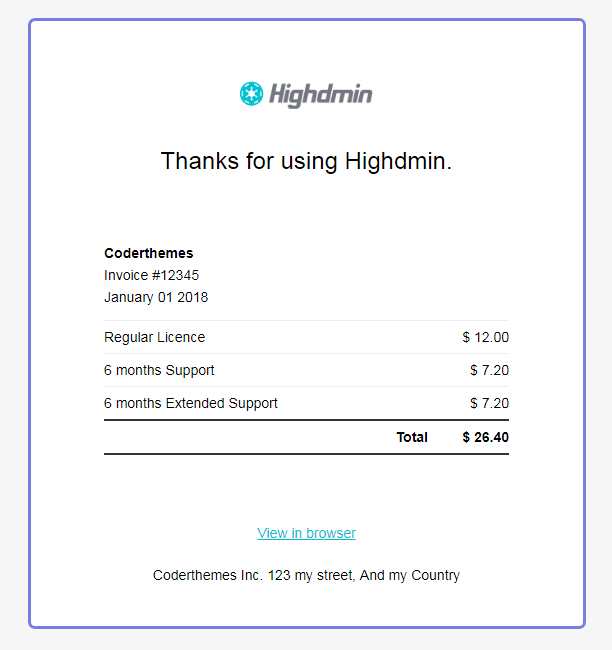 Highdmin
Thanks for using Highdmin.
Coderthemes
Invoice #12345
January 01 2018
Regular Licence $ 12.00
6 months Support $ 7.20
6 months Extended Support $ 7.20
Total $ 26.40
View in browser
Coderthemes Inc. 123 my street, And my Country